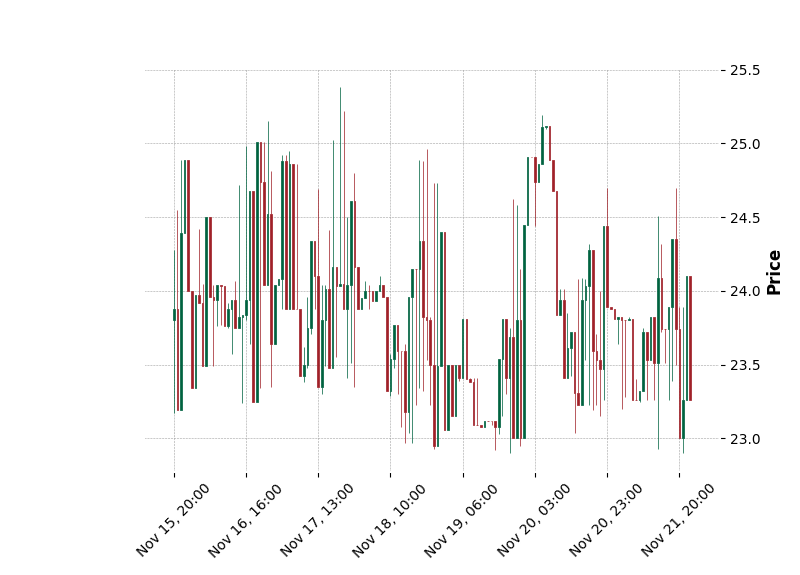 25.5
25.0
24.5
24.0
23.5
23.0
Price
Nov 15, 20:00
Nov 16, 16:00
Nov 17, 13:00
Nov 18, 10:00
Nov 19, 06:00
Nov 20, 03:00
Nov 20, 23:00
Nov 21, 20:00